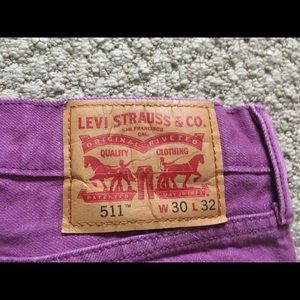 LEVI STRAUSS & CO.
SAN FRANCISCO
CAL.
ORIGINAL RIVETED
QUALITY CLOTHING
PATENTED
511™ W 30 L 32